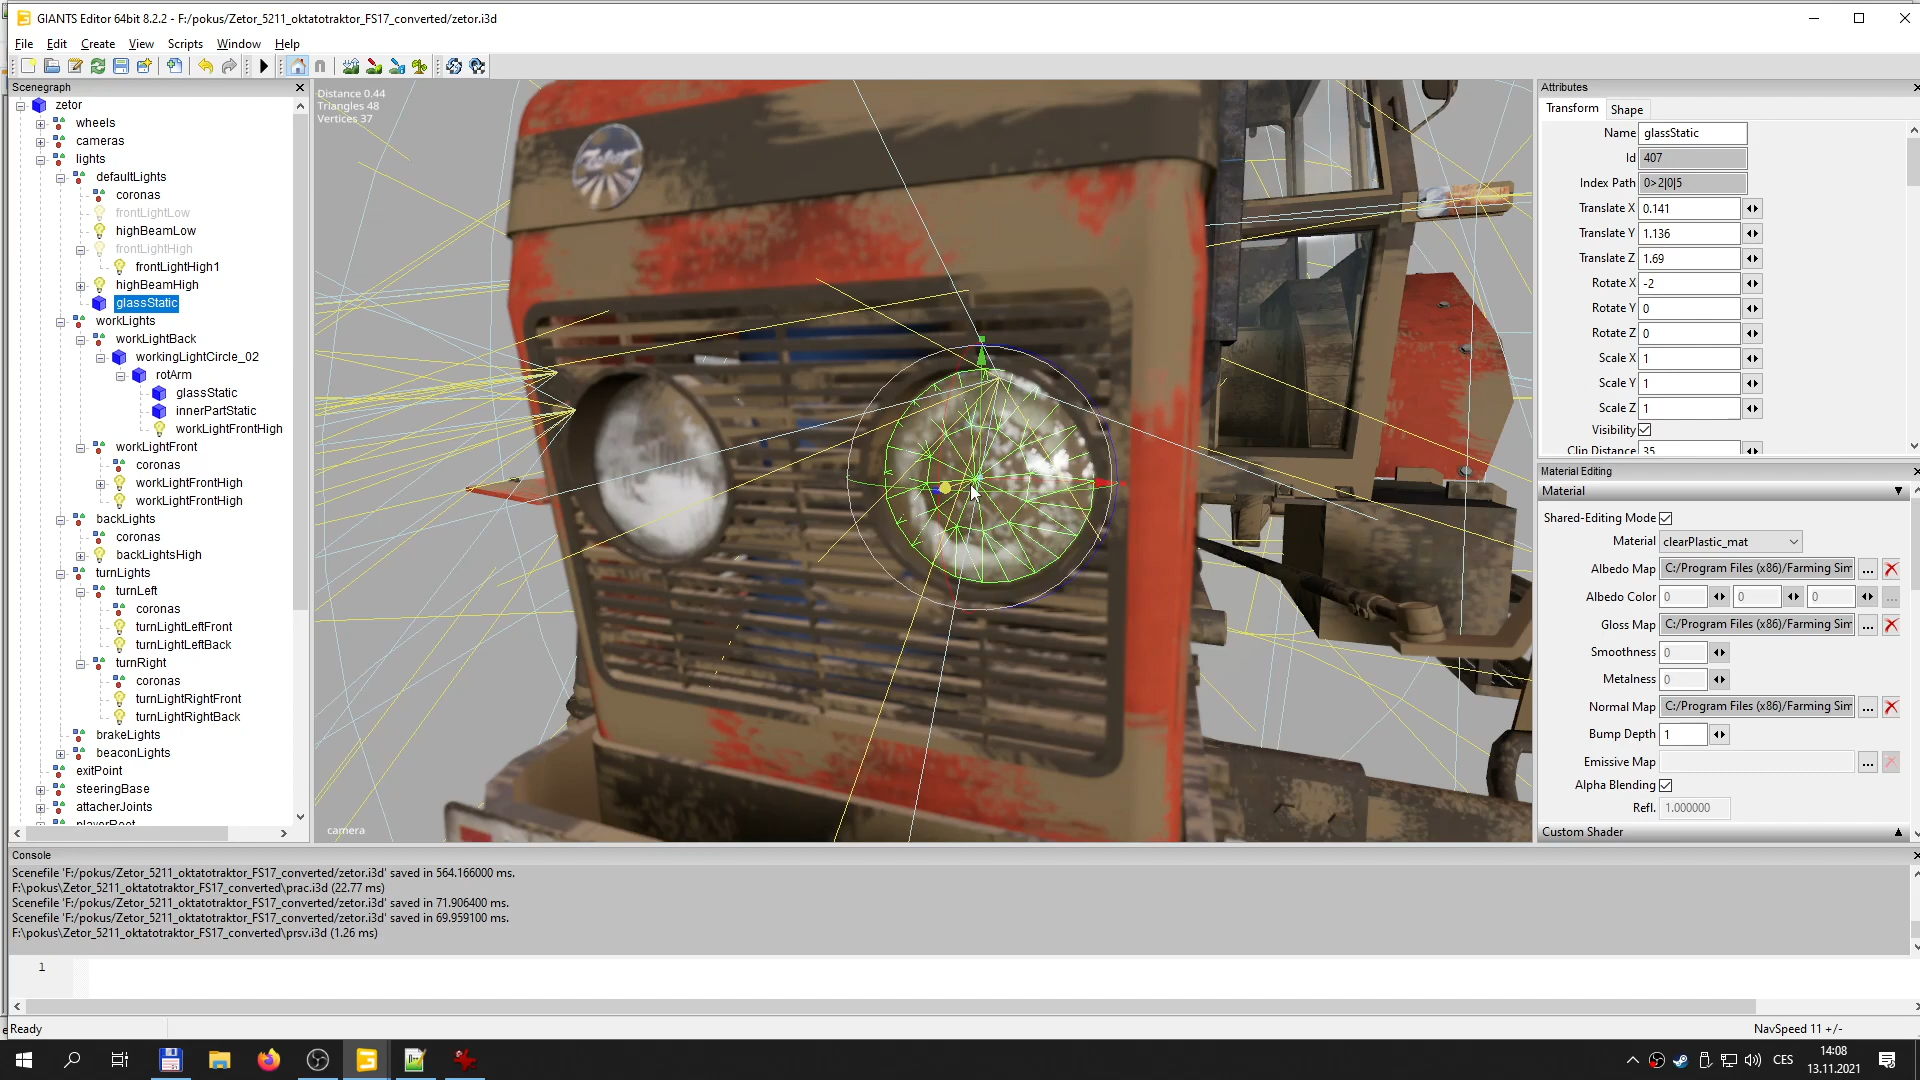 GIANTS Editor 64bit 8.2.2 - F:/pokus/Zetor_5211_oktatotraktor_FS17_converted/zetor.i3d
File Edit Create View Scripts Window Help
Scenegraph
zetor
wheels
cameras
lights
defaultLights
coronas
frontLightLow
highBeamLow
frontLightHigh
frontLightHigh1
highBeamHigh
glassStatic
workLights
workLightBack
workingLightCircle_02
rotArm
glassStatic
innerPartStatic
workLightFrontHigh
workLightFront
coronas
workLightFrontHigh
workLightFrontHigh
backLights
coronas
backLightsHigh
turnLights
turnLeft
coronas
turnLightLeftFront
turnLightLeftBack
turnRight
coronas
turnLightRightFront
turnLightRightBack
brakeLights
beaconLights
exitPoint
steeringBase
attacherJoints
playerRoot
Distance 0.44
Triangles 48
Vertices 37
Zetor
camera
Attributes
Transform Shape
Name glassStatic
Id 407
Index Path 0>2|0|5
Translate X 0.141
Translate Y 1.136
Translate Z 1.69
Rotate X -2
Rotate Y 0
Rotate Z 0
Scale X 1
Scale Y 1
Scale Z 1
Visibility
Clip Distance 35
Material Editing
Material
Shared-Editing Mode
Material clearPlastic_mat
Albedo Map C:/Program Files (x86)/Farming Sim ...
Albedo Color 0 0 0 ...
Gloss Map C:/Program Files (x86)/Farming Sim ...
Smoothness 0
Metalness 0
Normal Map C:/Program Files (x86)/Farming Sim ...
Bump Depth 1
Emissive Map ...
Alpha Blending
Refl. 1.000000
Custom Shader
Console
Scenefile 'F:/pokus/Zetor_5211_oktatotraktor_FS17_converted/zetor.i3d' saved in 564.166000 ms.
F:\pokus\Zetor_5211_oktatotraktor_FS17_converted\prac.i3d (22.77 ms)
Scenefile 'F:/pokus/Zetor_5211_oktatotraktor_FS17_converted/zetor.i3d' saved in 71.906400 ms.
Scenefile 'F:/pokus/Zetor_5211_oktatotraktor_FS17_converted/zetor.i3d' saved in 69.959100 ms.
F:\pokus\Zetor_5211_oktatotraktor_FS17_converted\prsv.i3d (1.26 ms)
1
Ready
NavSpeed 11 +/-
CES
14:08
13.11.2021